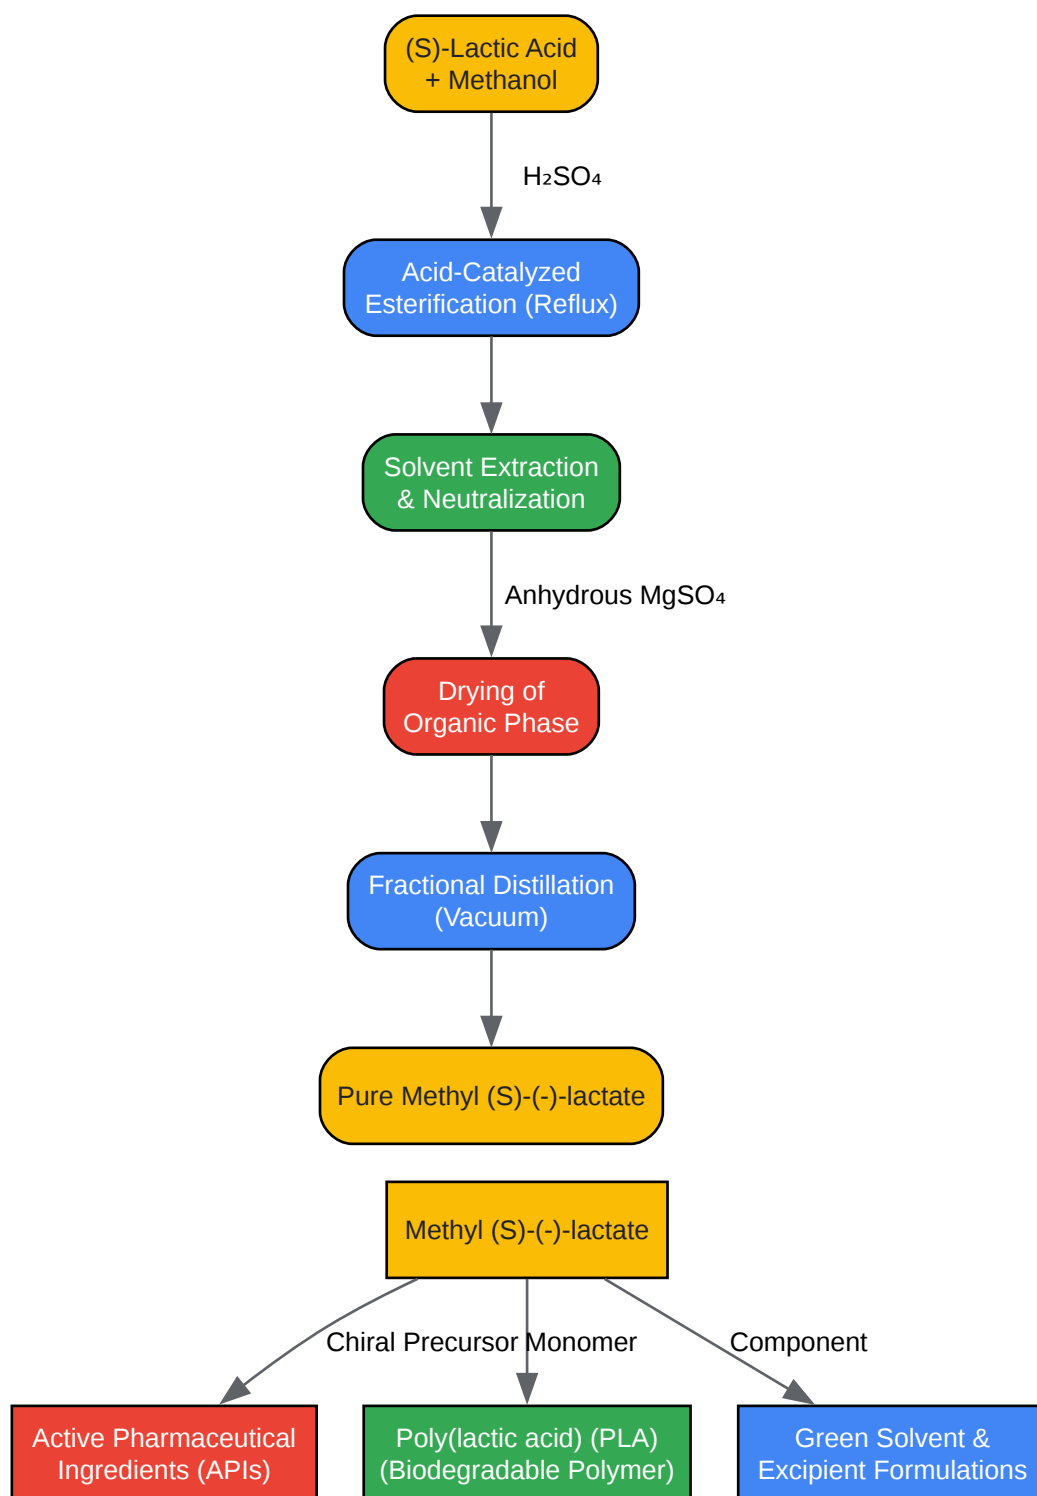 (S)-Lactic Acid
+ Methanol
H₂SO₄
Acid-Catalyzed
Esterification (Reflux)
Solvent Extraction
& Neutralization
Anhydrous MgSO₄
Drying of
Organic Phase
Fractional Distillation
(Vacuum)
Pure Methyl (S)-(-)-lactate
Methyl (S)-(-)-lactate
Chiral Precursor
Monomer
Component
Active Pharmaceutical
Ingredients (APIs)
Poly(lactic acid) (PLA)
(Biodegradable Polymer)
Green Solvent &
Excipient Formulations